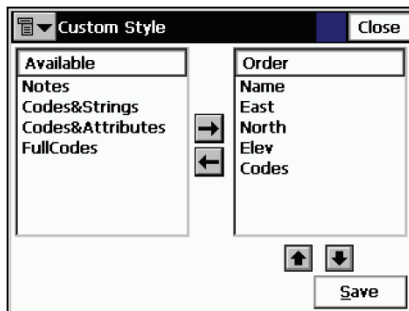 Custom Style
Close
Available
Notes
Codes&Strings
Codes&Attributes
FullCodes
Order
Name
East
North
Elev
Codes
Save